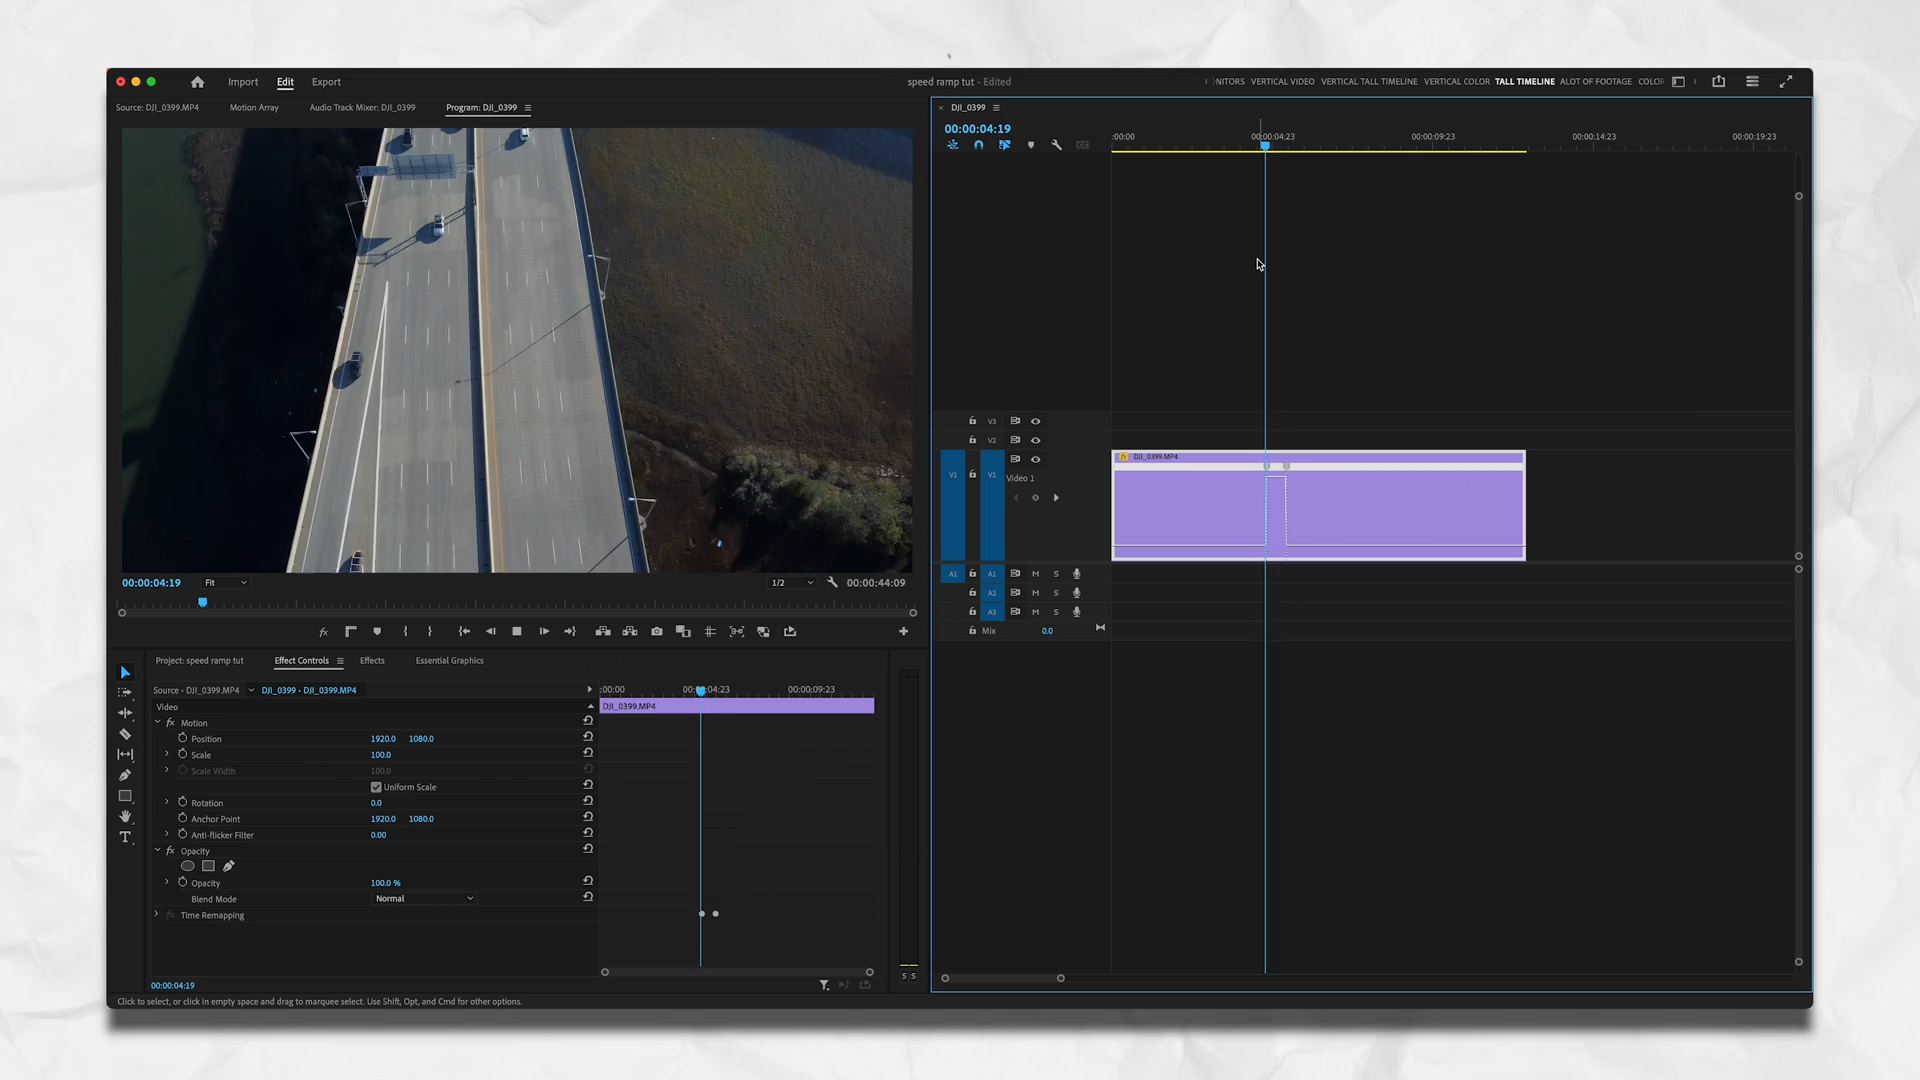 Import Edit Export
speed ramp tut - Edited
NITORS VERTICAL VIDEO VERTICAL TALL TIMELINE VERTICAL COLOR TALL TIMELINE ALOT OF FOOTAGE COLOR
Source: DJI_0399.MP4 Motion Array Audio Track Mixer: DJI_0399 Program: DJI_0399
00:00:04:19 Fit 1/2 00:00:44:09
Project: speed ramp tut Effect Controls Effects Essential Graphics
Source • DJI_0399.MP4 DJI_0399 • DJI_0399.MP4 :00:00 00:00:04:23 00:00:09:23
Video DJI_0399.MP4
fx Motion
Position 1920.0 1080.0
Scale 100.0
Scale Width 100.0
Uniform Scale
Rotation 0.0
Anchor Point 1920.0 1080.0
Anti-flicker Filter 0.00
fx Opacity
Opacity 100.0 %
Blend Mode Normal
fx Time Remapping
S S
00:00:04:19
Click to select, or click in empty space and drag to marquee select. Use Shift, Opt, and Cmd for other options.
× DJI_0399
00:00:04:19
:00:00 00:00:04:23 00:00:09:23 00:00:14:23 00:00:19:23
V3
V2
V1 V1 Video 1
fx DJI_0399.MP4
A1 A1 M S
A2 M S
A3 M S
Mix 0.0